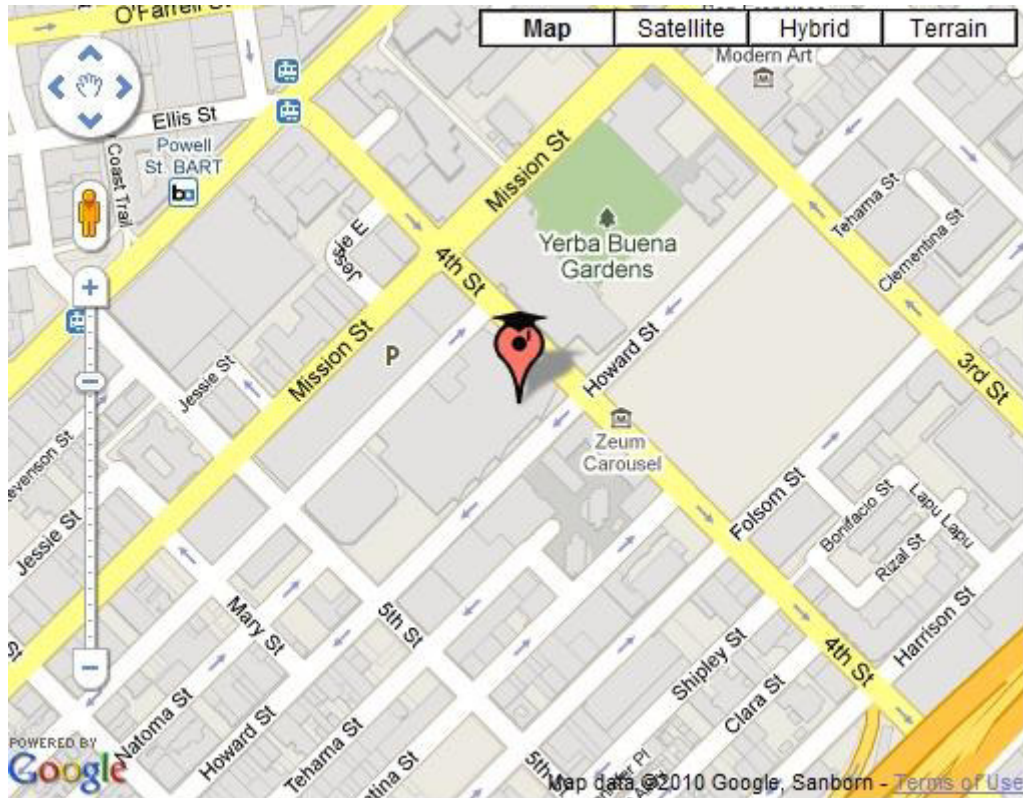 O'Farrell St
Map
Satellite
Hybrid
Terrain
Modern Art
M
Ellis St
Powell
St. BART
ba
Coast Trail
Mission St
Tehama St
Clementina St
Yerba Buena
Gardens
Jessie E
Jessie
4th St
Howard St
3rd St
P
Mission St
Jessie St
M
Zeum
Carousel
Folsom St
Bonifacio St
Lapu Lapu
Rizal St
Jessie St
Mary St
5th St
Harrison St
Shipley St
4th St
Clara St
St
Natoma St
Howard St
Tehama St
5th
Pl
POWERED BY
Google
Map data ©2010 Google, Sanborn - Terms of Use